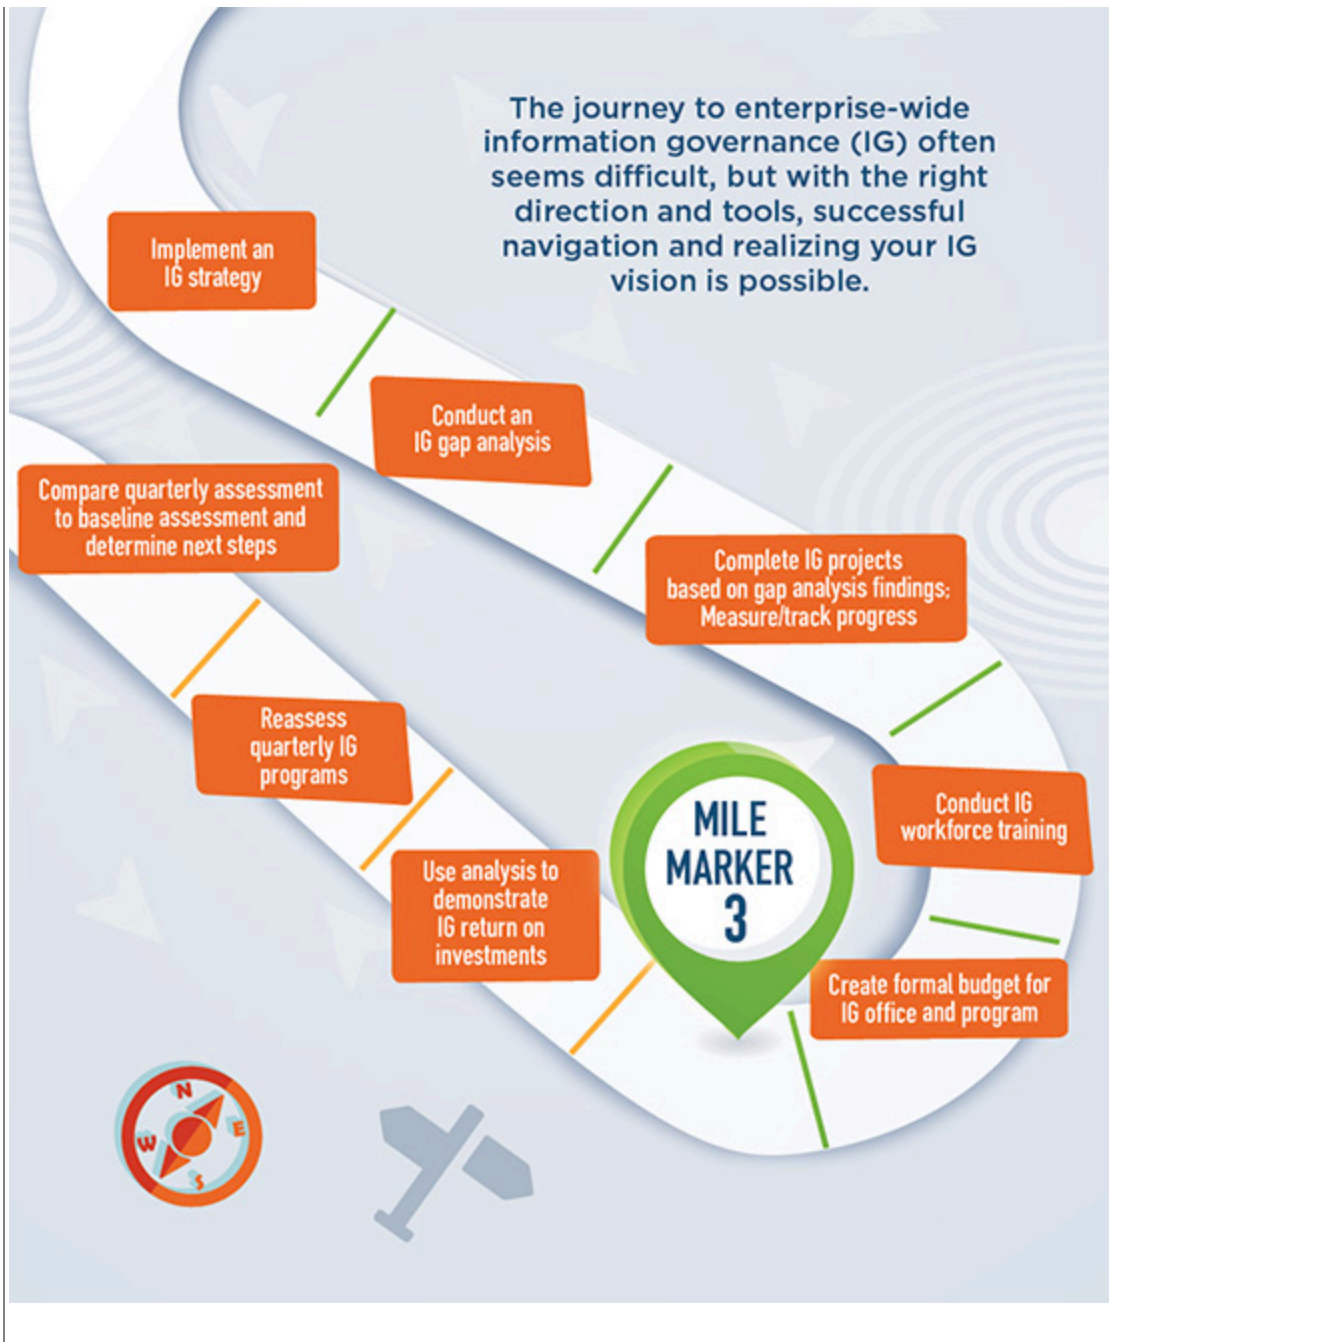 The journey to enterprise-wide
information governance (IG) often
seems difficult, but with the right
direction and tools, successful
navigation and realizing your IG
vision is possible.
Implement an
IG strategy
Conduct an
IG gap analysis
Complete IG projects
based on gap analysis findings;
Measure/track progress
Conduct IG
workforce training
Create formal budget for
IG office and program
MILE
MARKER
3
Use analysis to
demonstrate
IG return on
investments
Reassess
quarterly IG
programs
Compare quarterly assessment
to baseline assessment and
determine next steps
N
W
E
S